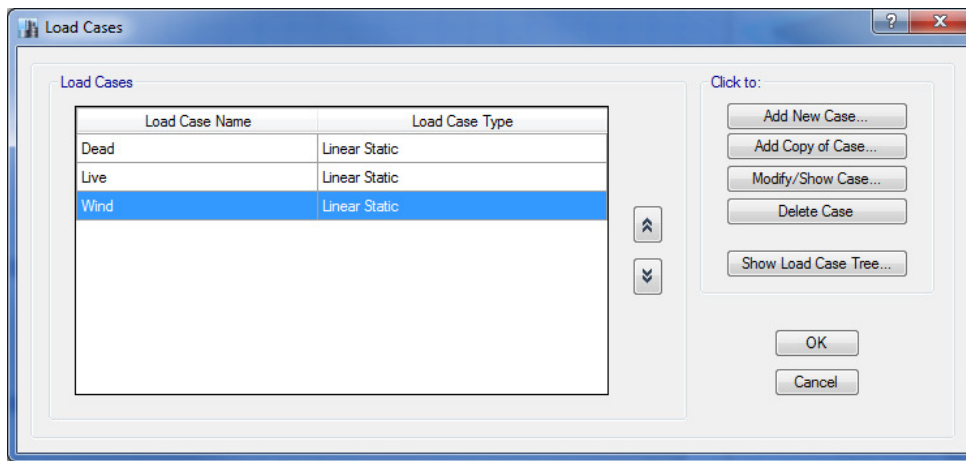 Load Cases
Load Cases
Load Case Name Load Case Type
Dead Linear Static
Live Linear Static
Wind Linear Static
Click to:
Add New Case...
Add Copy of Case...
Modify/Show Case...
Delete Case
Show Load Case Tree...
OK
Cancel